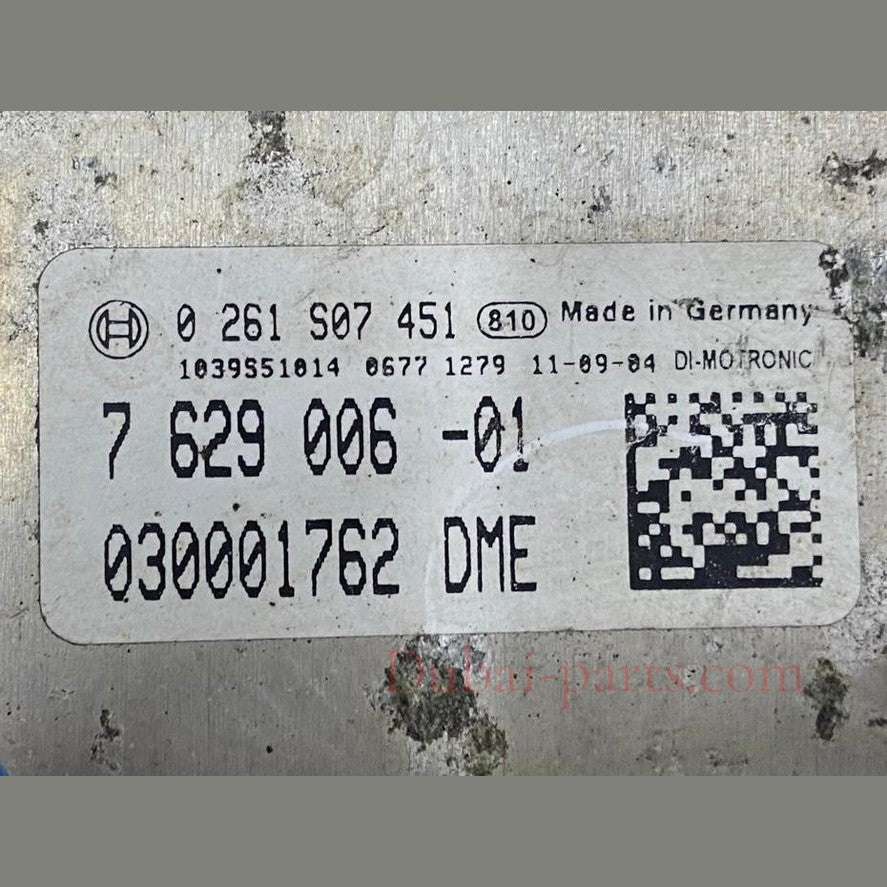 0 261 S07 451 810 Made in Germany
1039S51014 0677 1279 11-09-04 DI-MOTRONIC
7 629 006 -01
030001762 DME
Dubai-parts.com